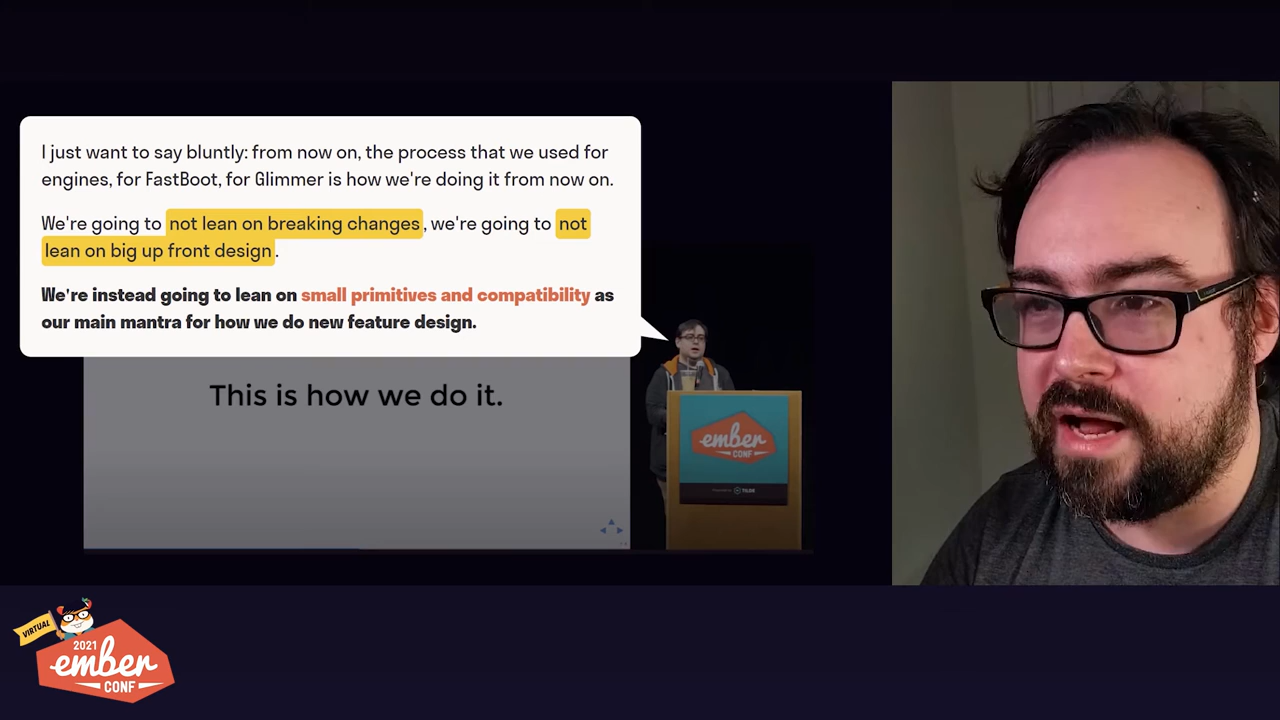 I just want to say bluntly: from now on, the process that we used for
engines, for FastBoot, for Glimmer is how we're doing it from now on.
We're going to not lean on breaking changes, we're going to not
lean on big up front design.
We're instead going to lean on small primitives and compatibility as
our main mantra for how we do new feature design.
This is how we do it.
ember
CONF
TILDE
VIRTUAL
2021
ember
CONF